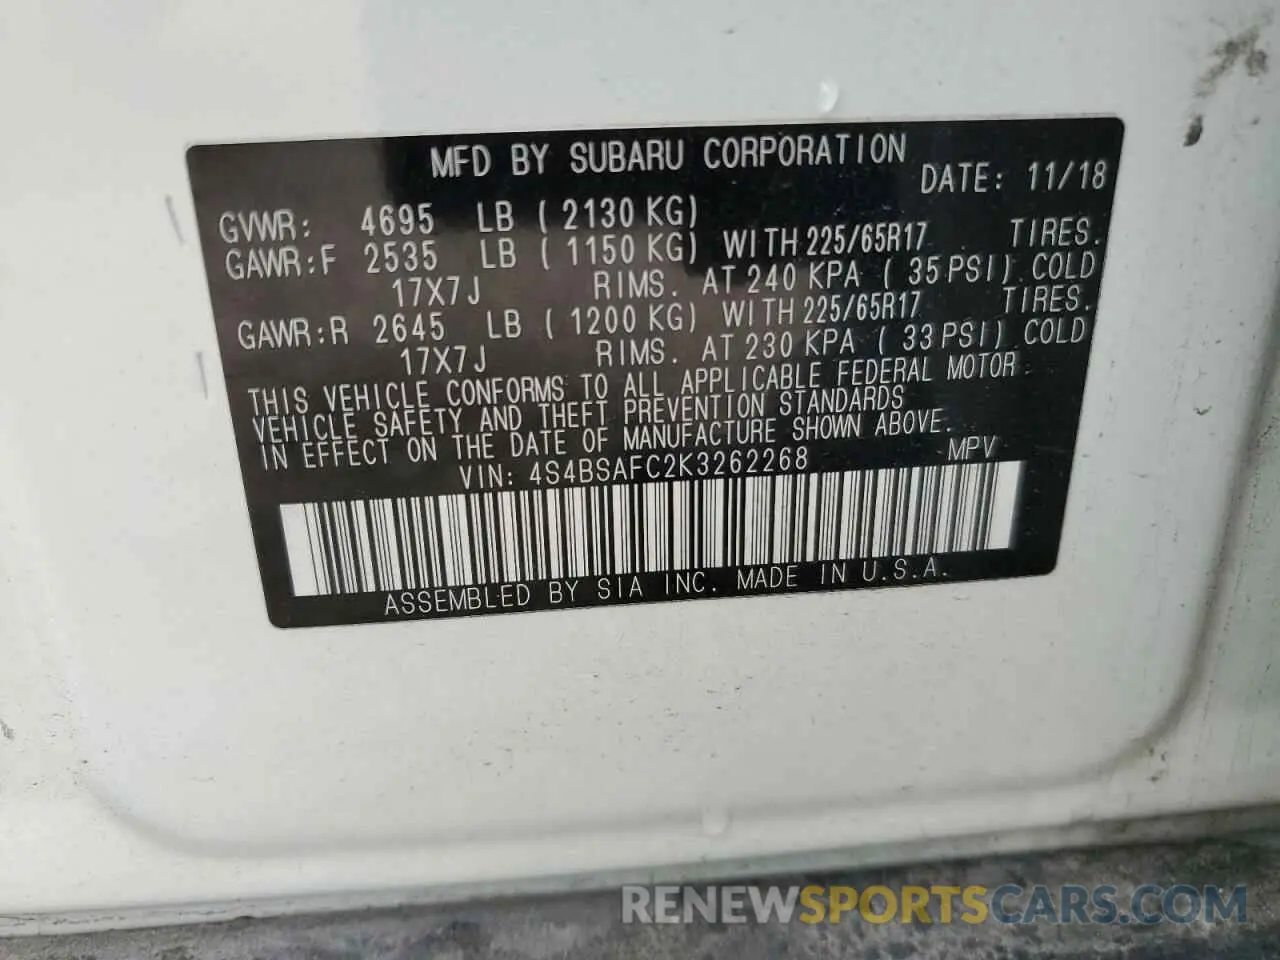 MFD BY SUBARU CORPORATION
DATE: 11/18
GVWR: 4695 LB ( 2130 KG)
GAWR:F 2535 LB ( 1150 KG) WITH 225/65R17 TIRES.
17X7J RIMS. AT 240 KPA ( 35 PSI) COLD
GAWR:R 2645 LB ( 1200 KG) WITH 225/65R17 TIRES.
17X7J RIMS. AT 230 KPA ( 33 PSI) COLD
THIS VEHICLE CONFORMS TO ALL APPLICABLE FEDERAL MOTOR
VEHICLE SAFETY AND THEFT PREVENTION STANDARDS
IN EFFECT ON THE DATE OF MANUFACTURE SHOWN ABOVE.
VIN: 4S4BSAFC2K3262268 MPV
ASSEMBLED BY SIA INC. MADE IN U.S.A.
RENEWSPORTSCARS.COM